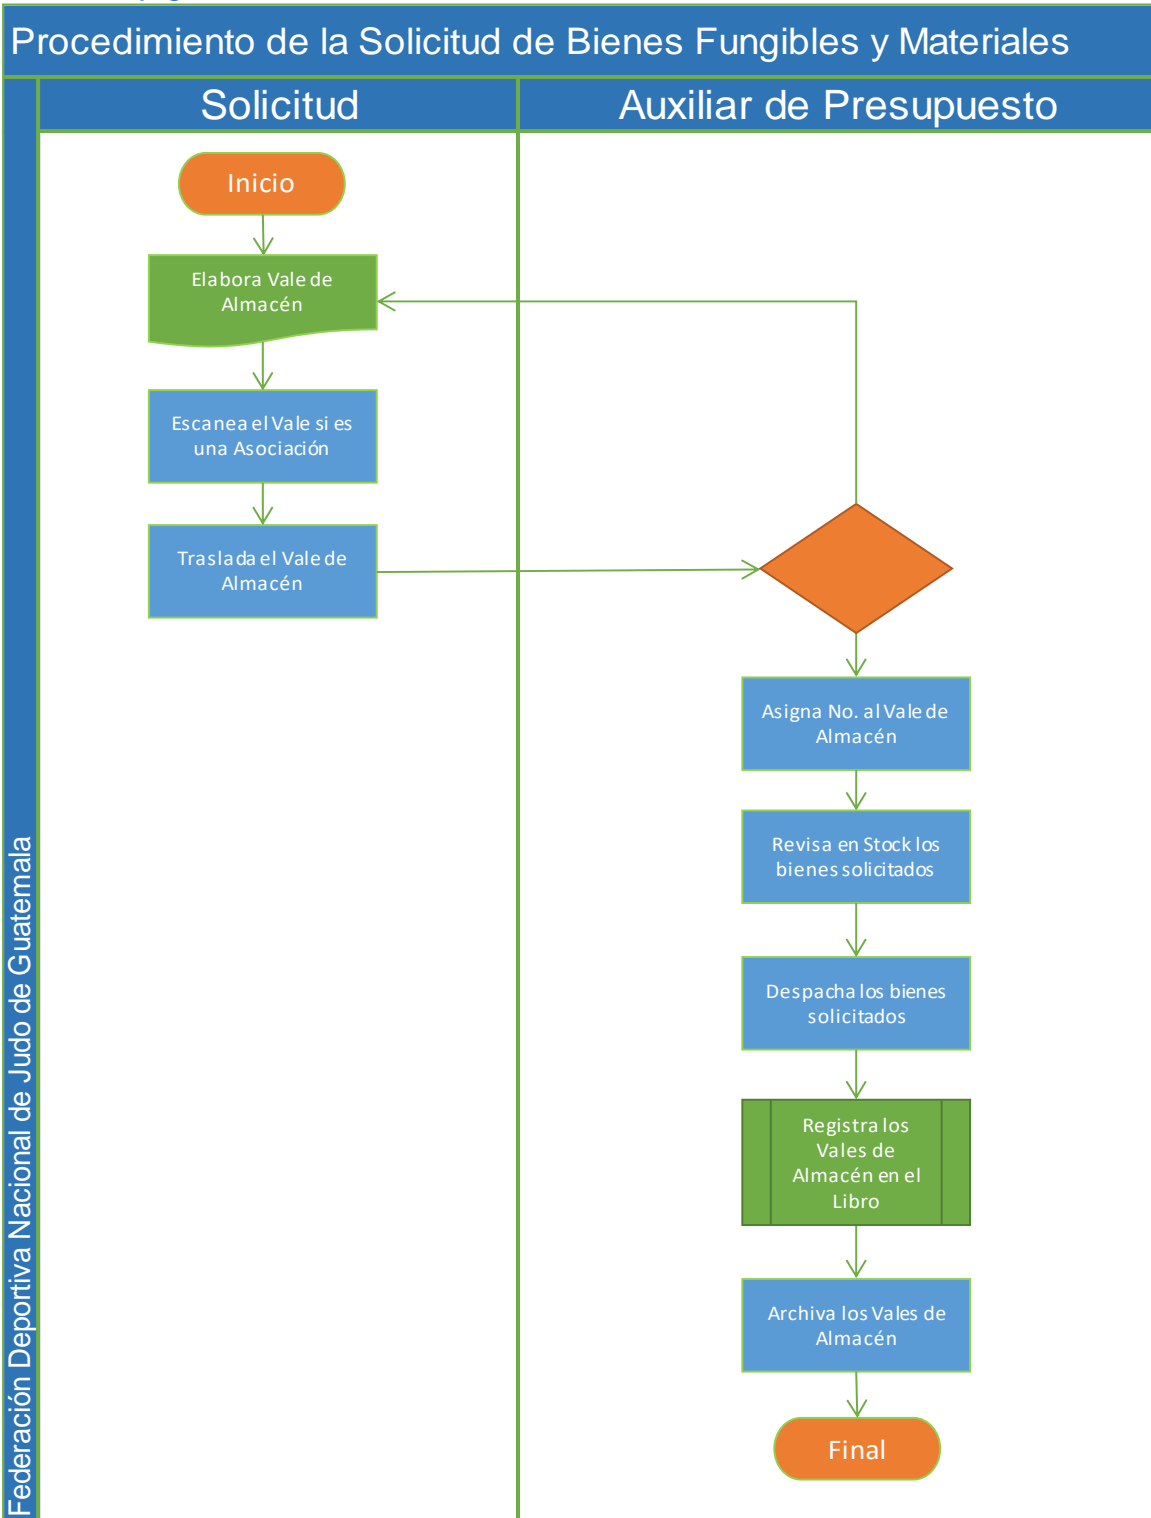 Procedimiento de la Solicitud de Bienes Fungibles y Materiales
Solicitud
Auxiliar de Presupuesto
Federación Deportiva Nacional de Judo de Guatemala
Inicio
Elabora Vale de
Almacén
Escanea el Vale si es
una Asociación
Traslada el Vale de
Almacén
Asigna No. al Vale de
Almacén
Revisa en Stock los
bienes solicitados
Despacha los bienes
solicitados
Registra los
Vales de
Almacén en el
Libro
Archiva los Vales de
Almacén
Final